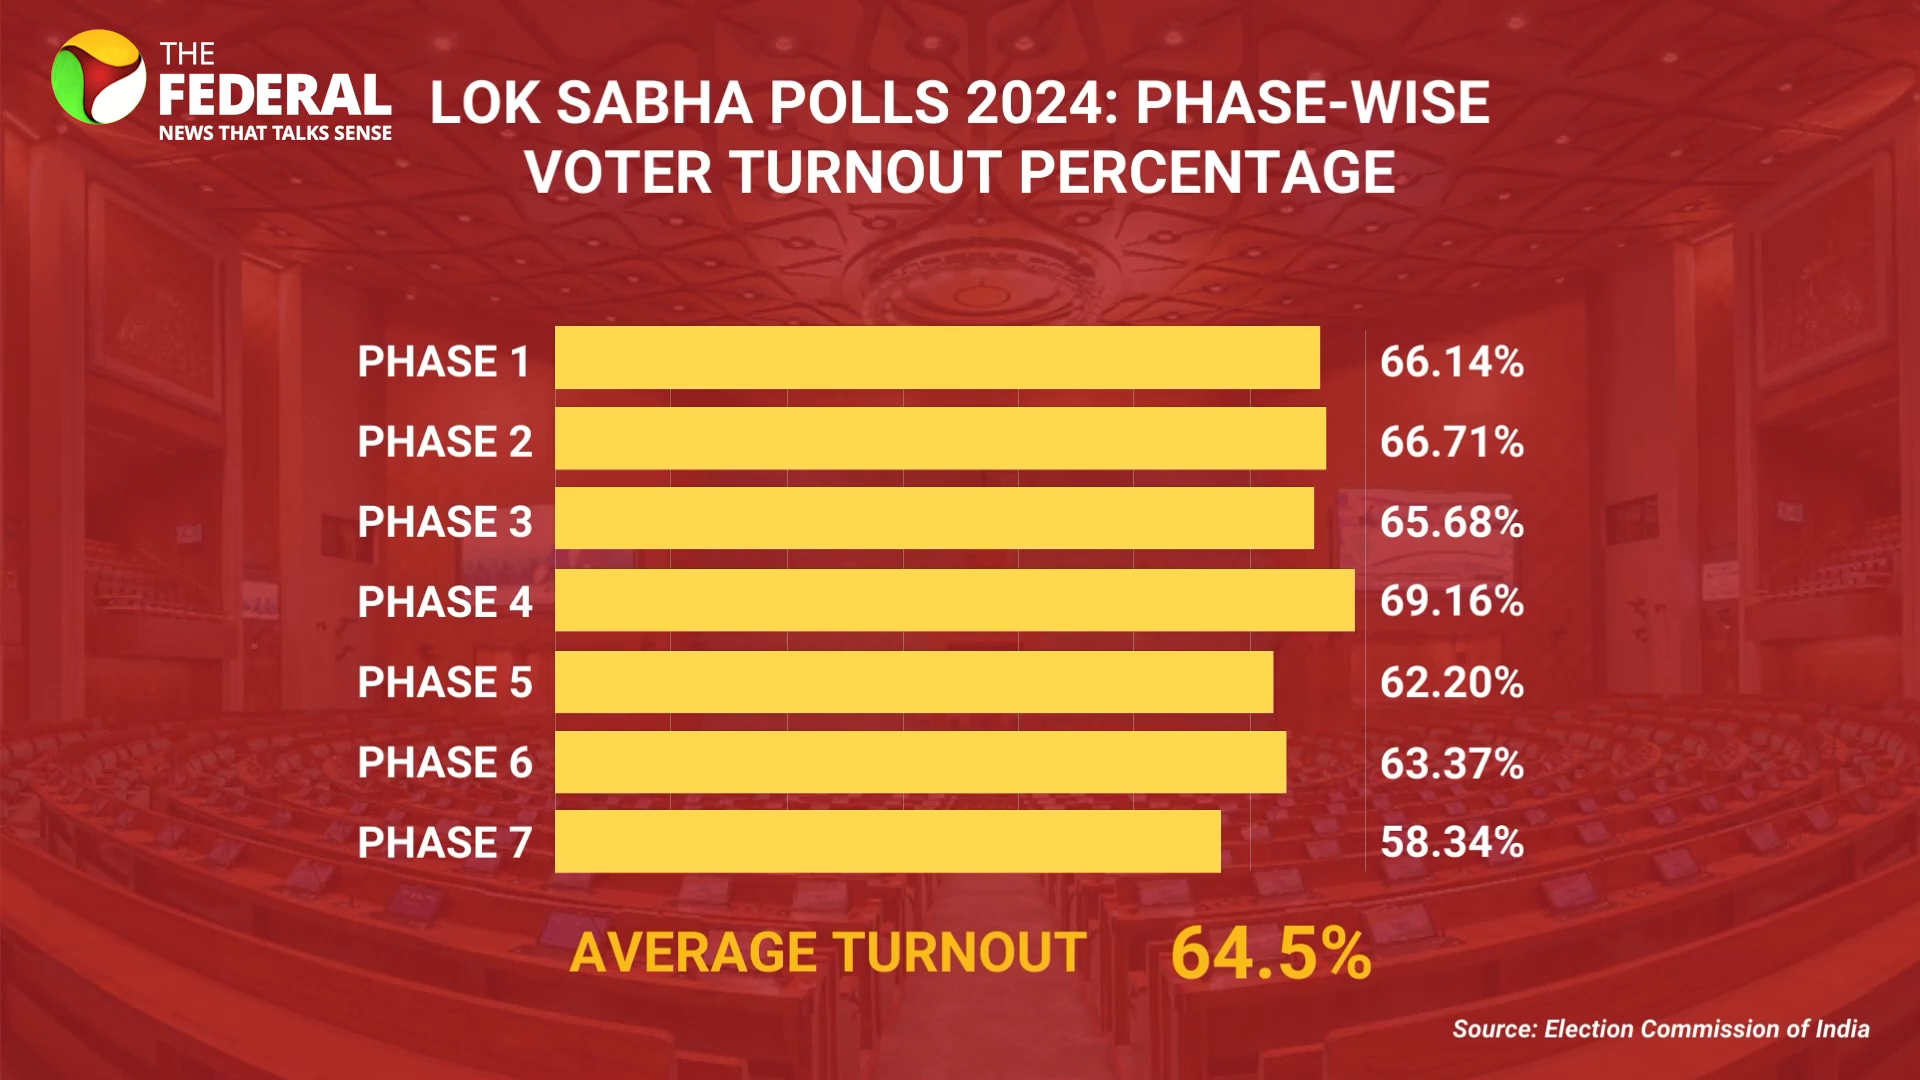 THE
FEDERAL
NEWS THAT TALKS SENSE
LOK SABHA POLLS 2024: PHASE-WISE
VOTER TURNOUT PERCENTAGE
PHASE 1 66.14%
PHASE 2 66.71%
PHASE 3 65.68%
PHASE 4 69.16%
PHASE 5 62.20%
PHASE 6 63.37%
PHASE 7 58.34%
AVERAGE TURNOUT 64.5%
Source: Election Commission of India